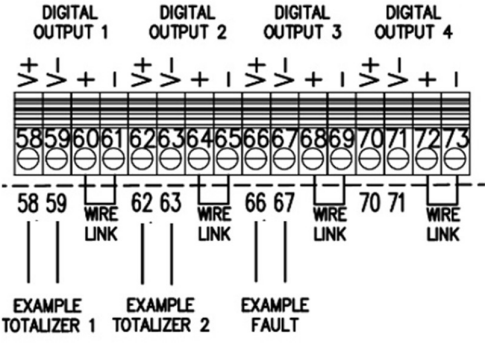 DIGITAL OUTPUT 1
DIGITAL OUTPUT 2
DIGITAL OUTPUT 3
DIGITAL OUTPUT 4
V+ V- + - V+ V- + - V+ V- + - V+ V- + -
58 59 60 61 62 63 64 65 66 67 68 69 70 71 72 73
58 59 WIRE LINK 62 63 WIRE LINK 66 67 WIRE LINK 70 71 WIRE LINK
EXAMPLE TOTALIZER 1
EXAMPLE TOTALIZER 2
EXAMPLE FAULT